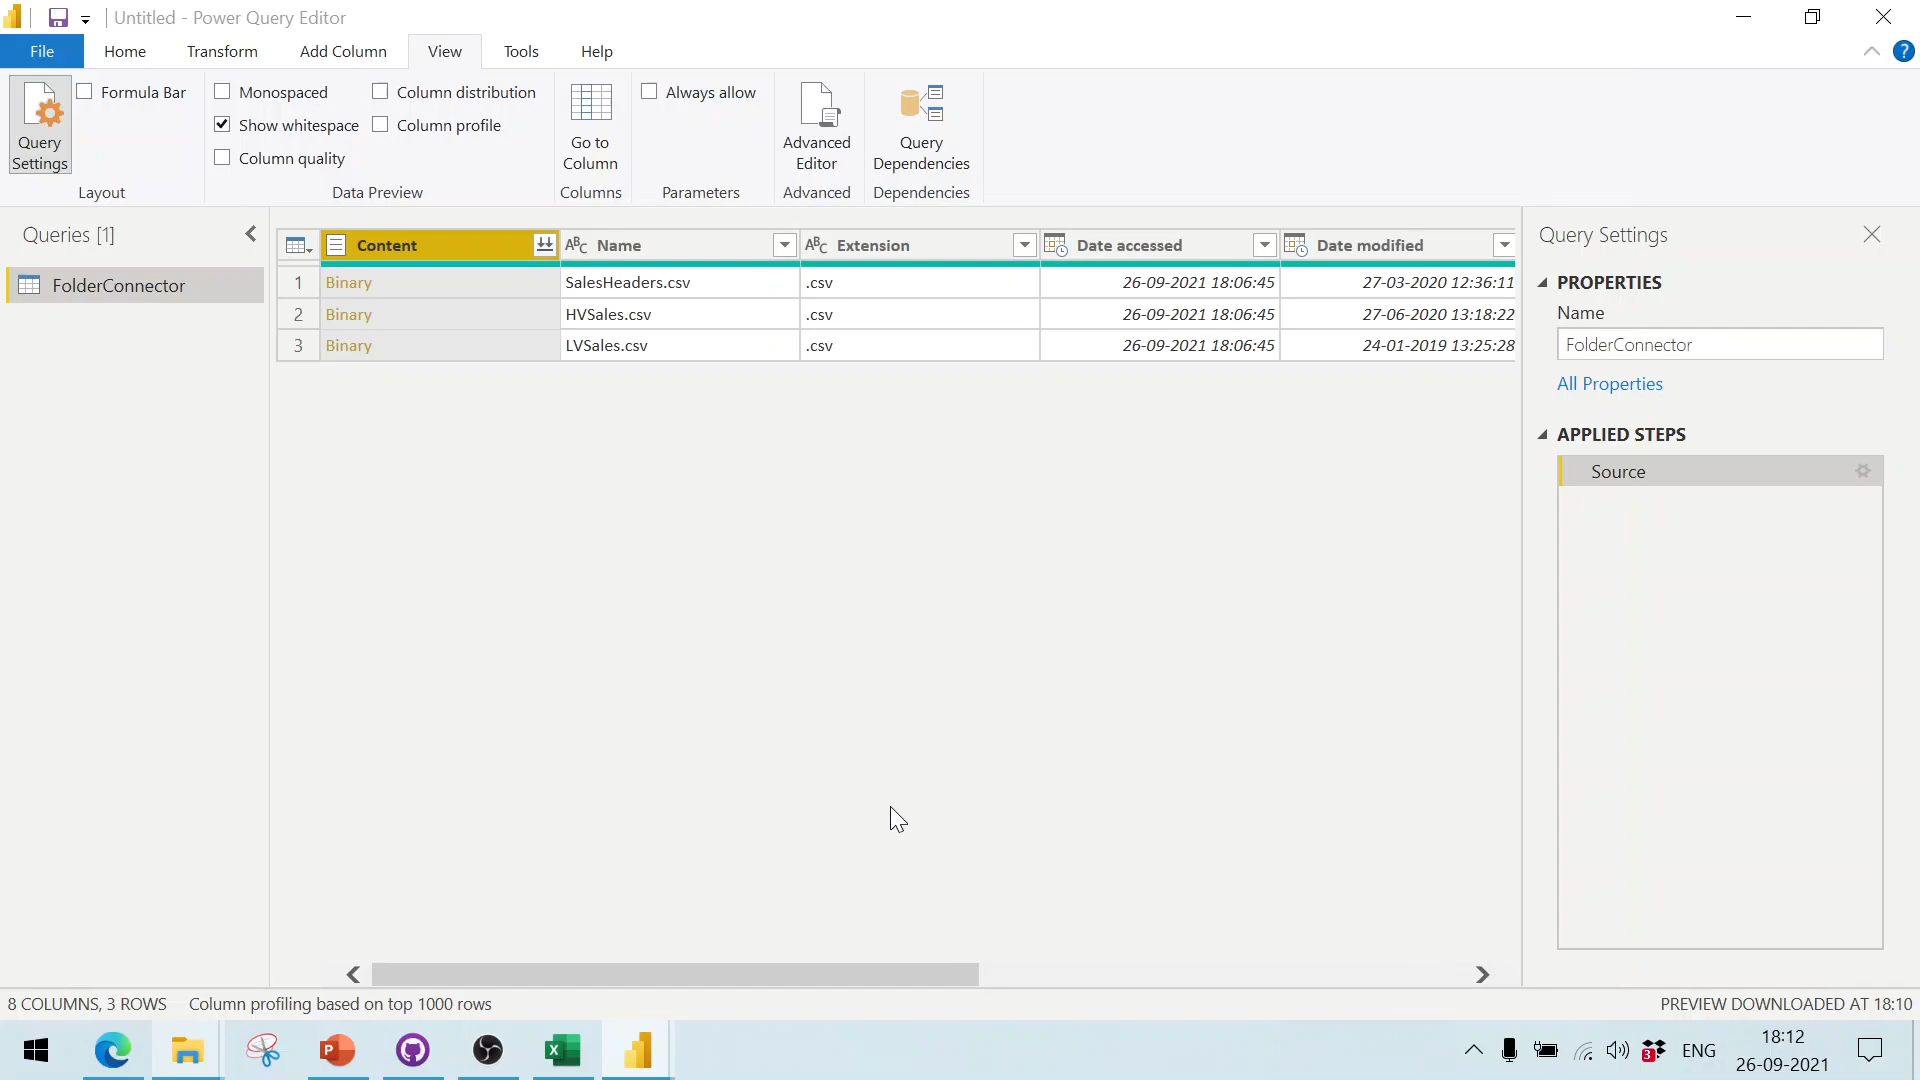 Untitled - Power Query Editor
File Home Transform Add Column View Tools Help
Query Settings
Formula Bar
Layout
Monospaced
Show whitespace
Column quality
Column distribution
Column profile
Data Preview
Go to Column
Columns
Always allow
Parameters
Advanced Editor
Advanced
Query Dependencies
Dependencies
Queries [1]
FolderConnector
Content ABC Name ABC Extension Date accessed Date modified
1 Binary SalesHeaders.csv .csv 26-09-2021 18:06:45 27-03-2020 12:36:11
2 Binary HVSales.csv .csv 26-09-2021 18:06:45 27-06-2020 13:18:22
3 Binary LVSales.csv .csv 26-09-2021 18:06:45 24-01-2019 13:25:28
Query Settings
PROPERTIES
Name
FolderConnector
All Properties
APPLIED STEPS
Source
8 COLUMNS, 3 ROWS Column profiling based on top 1000 rows
PREVIEW DOWNLOADED AT 18:10
P
X
3
ENG
18:12
26-09-2021